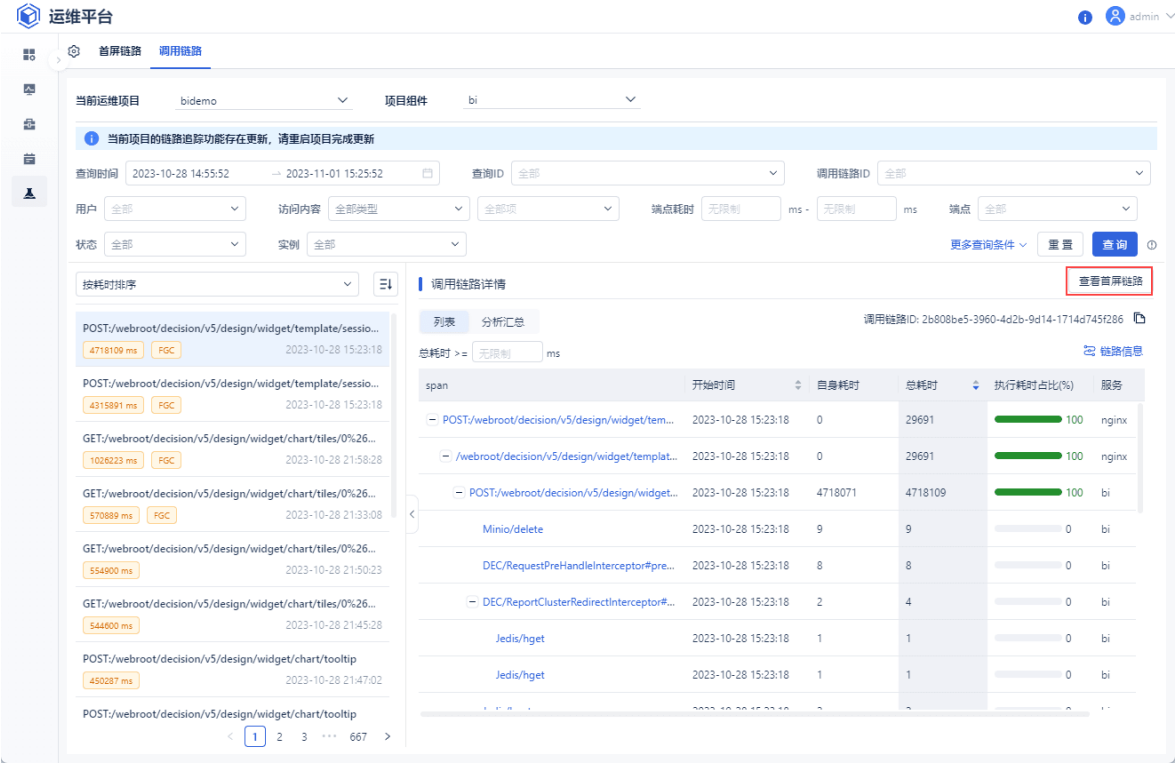 运维平台
admin
首屏链路 调用链路
当前运维项目 bidemo 项目组件 bi
当前项目的链路追踪功能存在更新，请重启项目完成更新
查询时间 2023-10-28 14:55:52 → 2023-11-01 15:25:52 查询ID 全部 调用链路ID 全部
用户 全部 访问内容 全部类型 全部项 端点耗时 无限制 ms - 无限制 ms 端点 全部
状态 全部 实例 全部 更多查询条件 重置 查询
按耗时排序
POST:/webroot/decision/v5/design/widget/template/sessio...
4718109 ms FGC 2023-10-28 15:23:18
POST:/webroot/decision/v5/design/widget/template/sessio...
4315891 ms FGC 2023-10-28 15:23:18
GET:/webroot/decision/v5/design/widget/chart/tiles/0%26...
1026223 ms FGC 2023-10-28 21:58:28
GET:/webroot/decision/v5/design/widget/chart/tiles/0%26...
570889 ms FGC 2023-10-28 21:33:08
GET:/webroot/decision/v5/design/widget/chart/tiles/0%26...
554900 ms 2023-10-28 21:50:23
GET:/webroot/decision/v5/design/widget/chart/tiles/0%26...
544600 ms 2023-10-28 21:45:28
POST:/webroot/decision/v5/design/widget/chart/tooltip
450287 ms 2023-10-28 21:47:02
POST:/webroot/decision/v5/design/widget/chart/tooltip
< 1 2 3 ··· 667 >
调用链路详情 查看首屏链路
列表 分析汇总 调用链路ID: 2b808be5-3960-4d2b-9d14-1714d745f286
总耗时 >= 无限制 ms 链路信息
span 开始时间 自身耗时 总耗时 执行耗时占比(%) 服务
POST:/webroot/decision/v5/design/widget/tem... 2023-10-28 15:23:18 0 29691 100 nginx
/webroot/decision/v5/design/widget/templat... 2023-10-28 15:23:18 0 29691 100 nginx
POST:/webroot/decision/v5/design/widget... 2023-10-28 15:23:18 4718071 4718109 100 bi
Minio/delete 2023-10-28 15:23:18 9 9 0 bi
DEC/RequestPreHandleInterceptor#pre... 2023-10-28 15:23:18 8 8 0 bi
DEC/ReportClusterRedirectInterceptor#... 2023-10-28 15:23:18 2 4 0 bi
Jedis/hget 2023-10-28 15:23:18 1 1 0 bi
Jedis/hget 2023-10-28 15:23:18 1 1 0 bi